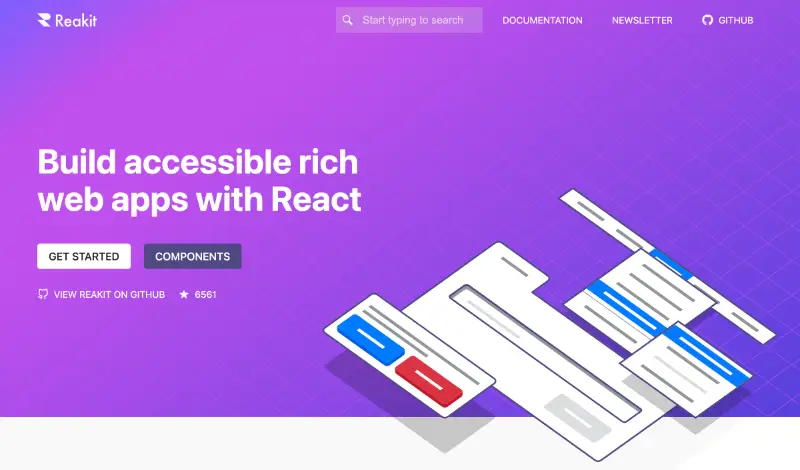 Reakit
Start typing to search
DOCUMENTATION
NEWSLETTER
GITHUB
Build accessible rich
web apps with React
GET STARTED
COMPONENTS
VIEW REAKIT ON GITHUB
6561